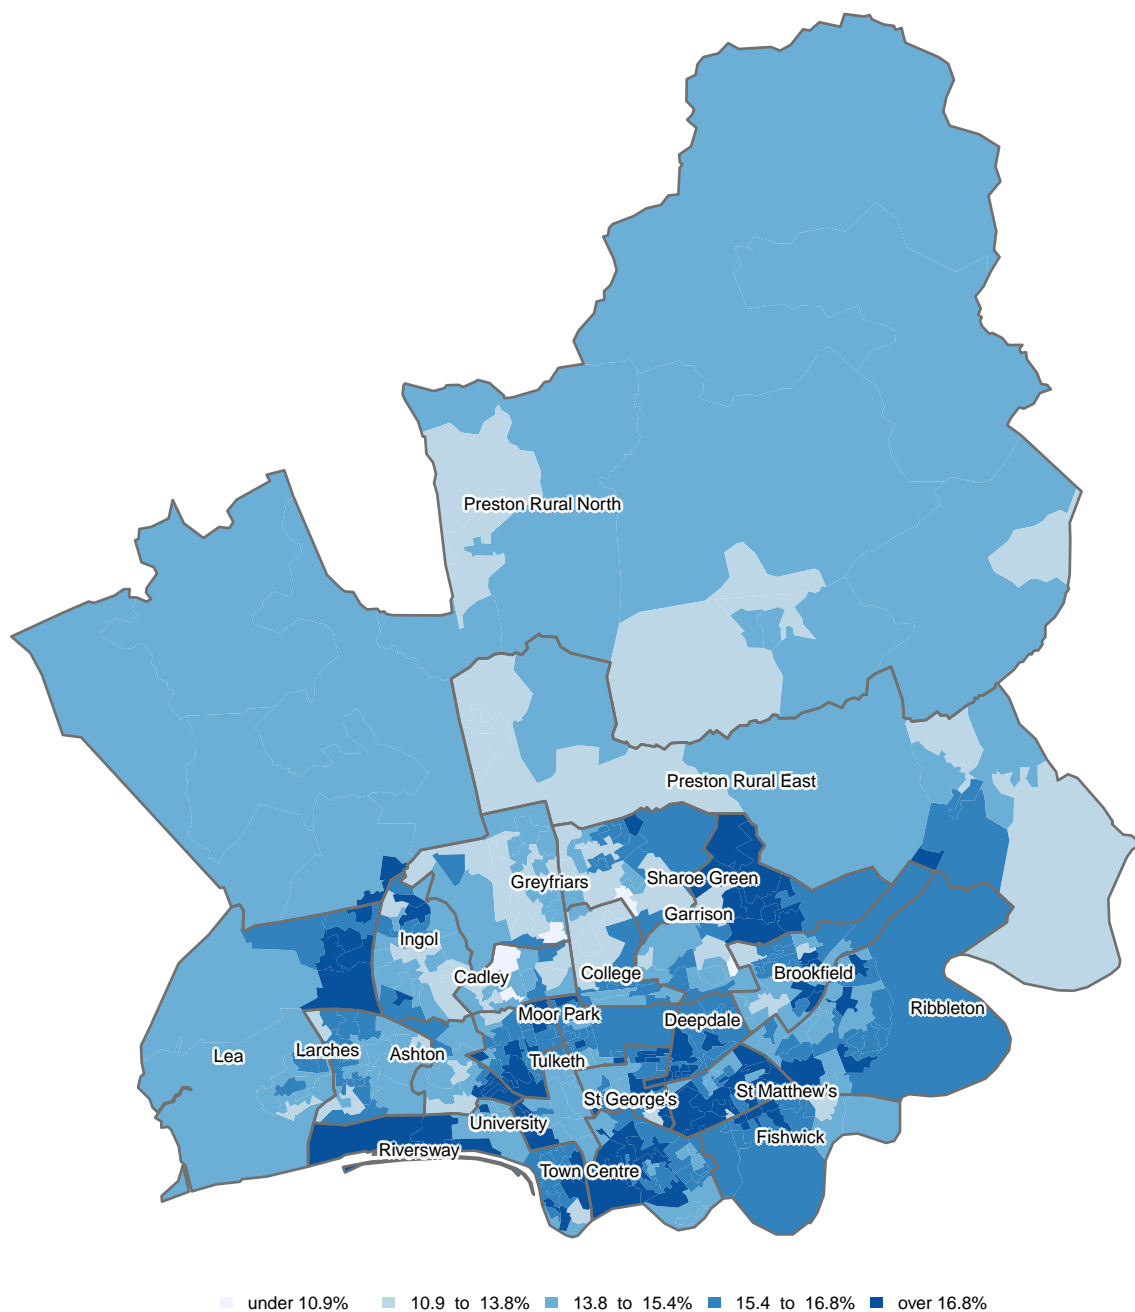 Preston Rural North
Preston Rural East
Greyfriars
Sharoe Green
Garrison
Ingol
Cadley
College
Brookfield
Ribbleton
Moor Park
Deepdale
Lea
Larches
Ashton
Tulketh
St George's
St Matthew's
University
Fishwick
Riversway
Town Centre
under 10.9% 10.9 to 13.8% 13.8 to 15.4% 15.4 to 16.8% over 16.8%